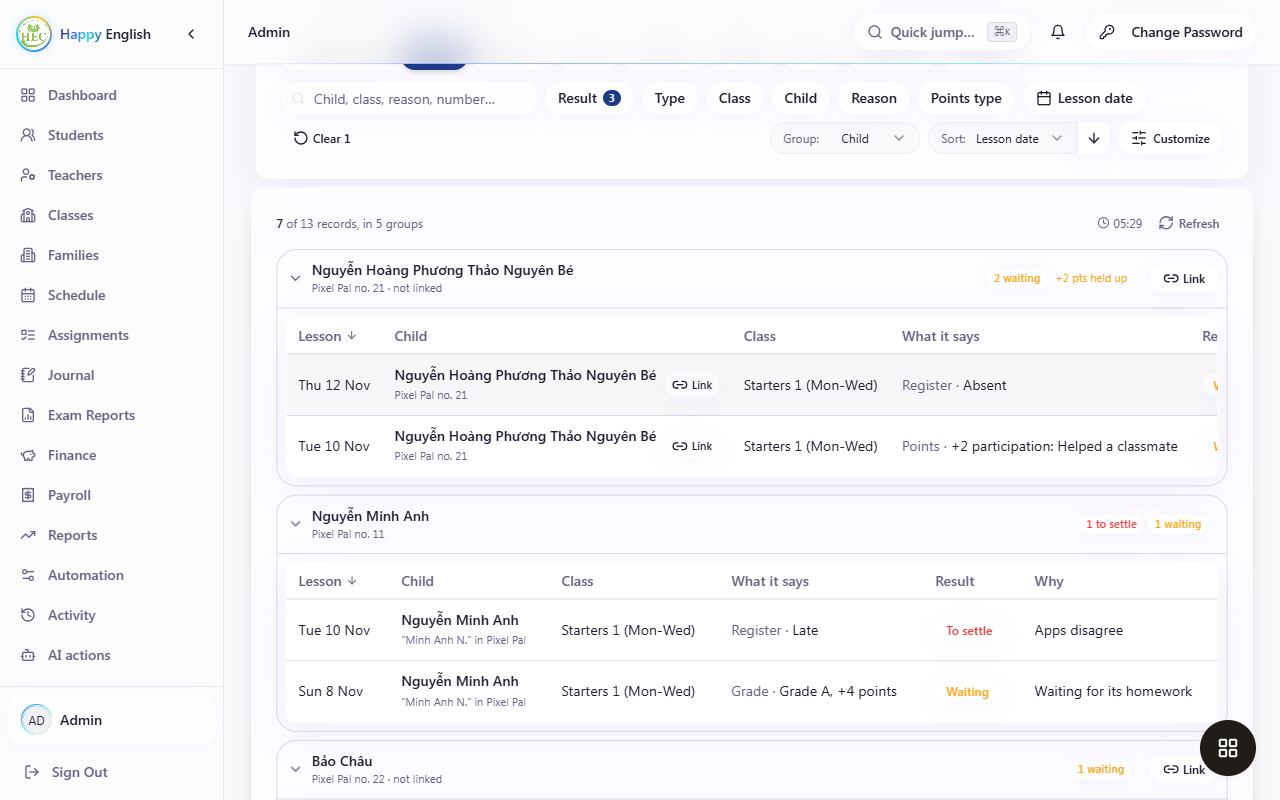 HEC
Happy English
Admin
Quick jump...
⌘K
Change Password
Dashboard
Students
Teachers
Classes
Families
Schedule
Assignments
Journal
Exam Reports
Finance
Payroll
Reports
Automation
Activity
AI actions
AD
Admin
Sign Out
Child, class, reason, number...
Result 3
Type
Class
Child
Reason
Points type
Lesson date
Clear 1
Group: Child
Sort: Lesson date
Customize
7 of 13 records, in 5 groups
05:29
Refresh
Nguyễn Hoàng Phương Thảo Nguyên Bé
Pixel Pal no. 21 · not linked
2 waiting
+2 pts held up
Link
Lesson ↓ Child Class What it says Re
Thu 12 Nov
Nguyễn Hoàng Phương Thảo Nguyên Bé
Pixel Pal no. 21
Link
Starters 1 (Mon-Wed)
Register · Absent
Tue 10 Nov
Nguyễn Hoàng Phương Thảo Nguyên Bé
Pixel Pal no. 21
Link
Starters 1 (Mon-Wed)
Points · +2 participation: Helped a classmate
Nguyễn Minh Anh
Pixel Pal no. 11
1 to settle
1 waiting
Lesson ↓ Child Class What it says Result Why
Tue 10 Nov
Nguyễn Minh Anh
"Minh Anh N." in Pixel Pal
Starters 1 (Mon-Wed)
Register · Late
To settle
Apps disagree
Sun 8 Nov
Nguyễn Minh Anh
"Minh Anh N." in Pixel Pal
Starters 1 (Mon-Wed)
Grade · Grade A, +4 points
Waiting
Waiting for its homework
Bảo Châu
Pixel Pal no. 22 · not linked
1 waiting
Link